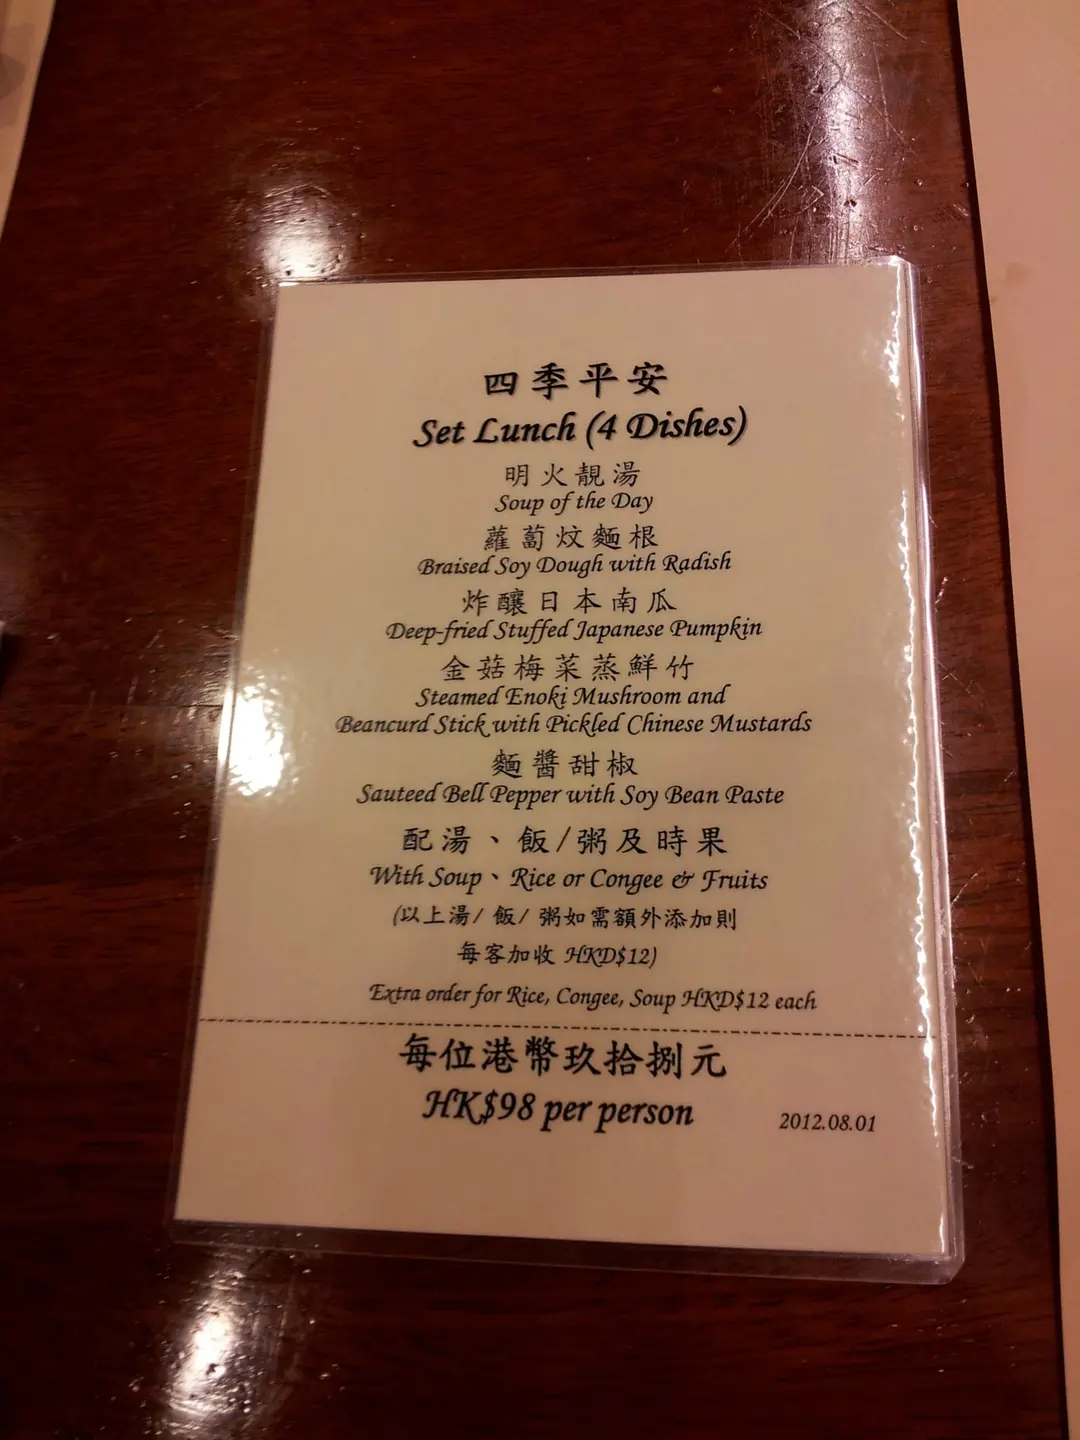 四季平安
Set Lunch (4 Dishes)
明火靚湯
Soup of the Day
蘿蔔炆麵根
Braised Soy Dough with Radish
炸釀日本南瓜
Deep-fried Stuffed Japanese Pumpkin
金菇梅菜蒸鮮竹
Steamed Enoki Mushroom and
Beancurd Stick with Pickled Chinese Mustards
麵醬甜椒
Sauteed Bell Pepper with Soy Bean Paste
配湯、飯/粥及時果
With Soup、Rice or Congee & Fruits
(以上湯/ 飯/ 粥如需額外添加則
每客加收 HKD$12)
Extra order for Rice, Congee, Soup HKD$12 each
每位港幣玖拾捌元
HK$98 per person
2012.08.01